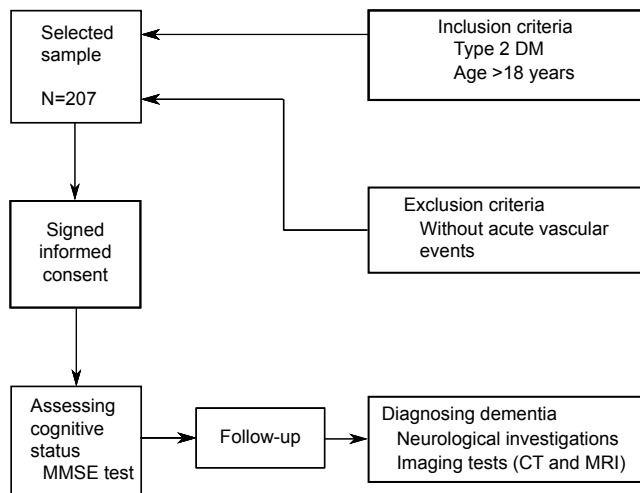 Selected
sample
N=207
Inclusion criteria
Type 2 DM
Age >18 years
Exclusion criteria
Without acute vascular
events
Signed
informed
consent
Assessing
cognitive
status
MMSE test
Follow-up
Diagnosing dementia
Neurological investigations
Imaging tests (CT and MRI)